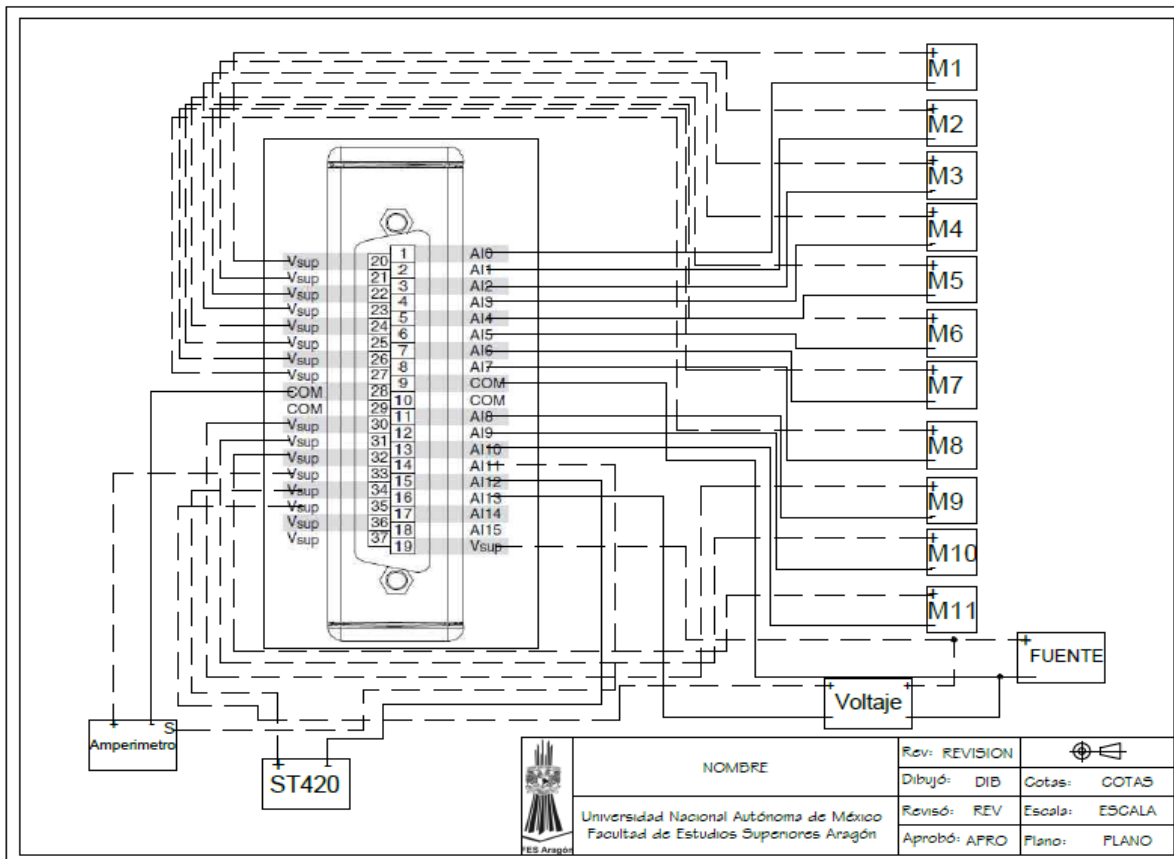 +
M1
-
+
M2
-
+
M3
-
+
M4
-
+
M5
-
+
M6
-
+
M7
-
+
M8
-
+
M9
-
+
M10
-
+
M11
-
Vsup 20 1 AI0
Vsup 21 2 AI1
Vsup 22 3 AI2
Vsup 23 4 AI3
Vsup 24 5 AI4
Vsup 25 6 AI5
Vsup 26 7 AI6
Vsup 27 8 AI7
COM 28 9 COM
COM 29 10 COM
Vsup 30 11 AI8
Vsup 31 12 AI9
Vsup 32 13 AI10
Vsup 33 14 AI11
Vsup 34 15 AI12
Vsup 35 16 AI13
Vsup 36 17 AI14
Vsup 37 18 AI15
19 Vsup
+ -
FUENTE
+ +
Voltaje
- -
+ - S
Amperimetro
+ -
ST420
FES Aragón
NOMBRE
Universidad Nacional Autónoma de México
Facultad de Estudios Superiores Aragón
Rev: REVISION
Dibujó: DIB Cotas: COTAS
Revisó: REV Escala: ESCALA
Aprobó: APRO Plano: PLANO